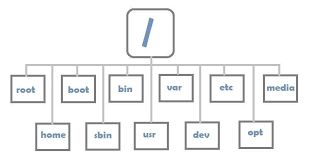 /
root boot bin var etc media
home sbin usr dev opt